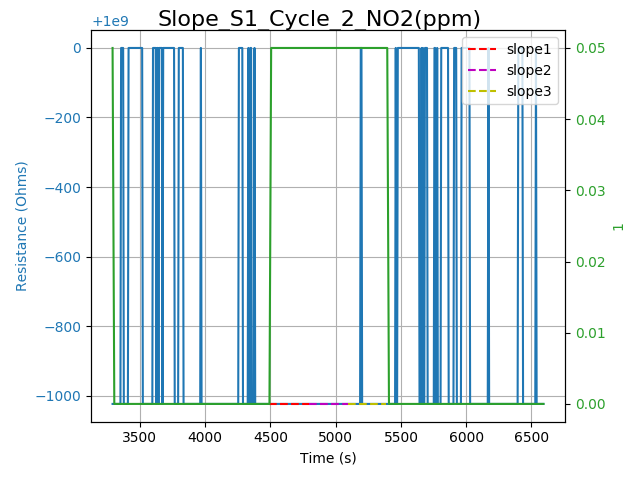 Slope_S1_Cycle_2_NO2(ppm)
+1e9
slope1
slope2
slope3
0
−200
−400
−600
−800
−1000
Resistance (Ohms)
0.05
0.04
0.03
0.02
0.01
0.00
1
3500 4000 4500 5000 5500 6000 6500
Time (s)